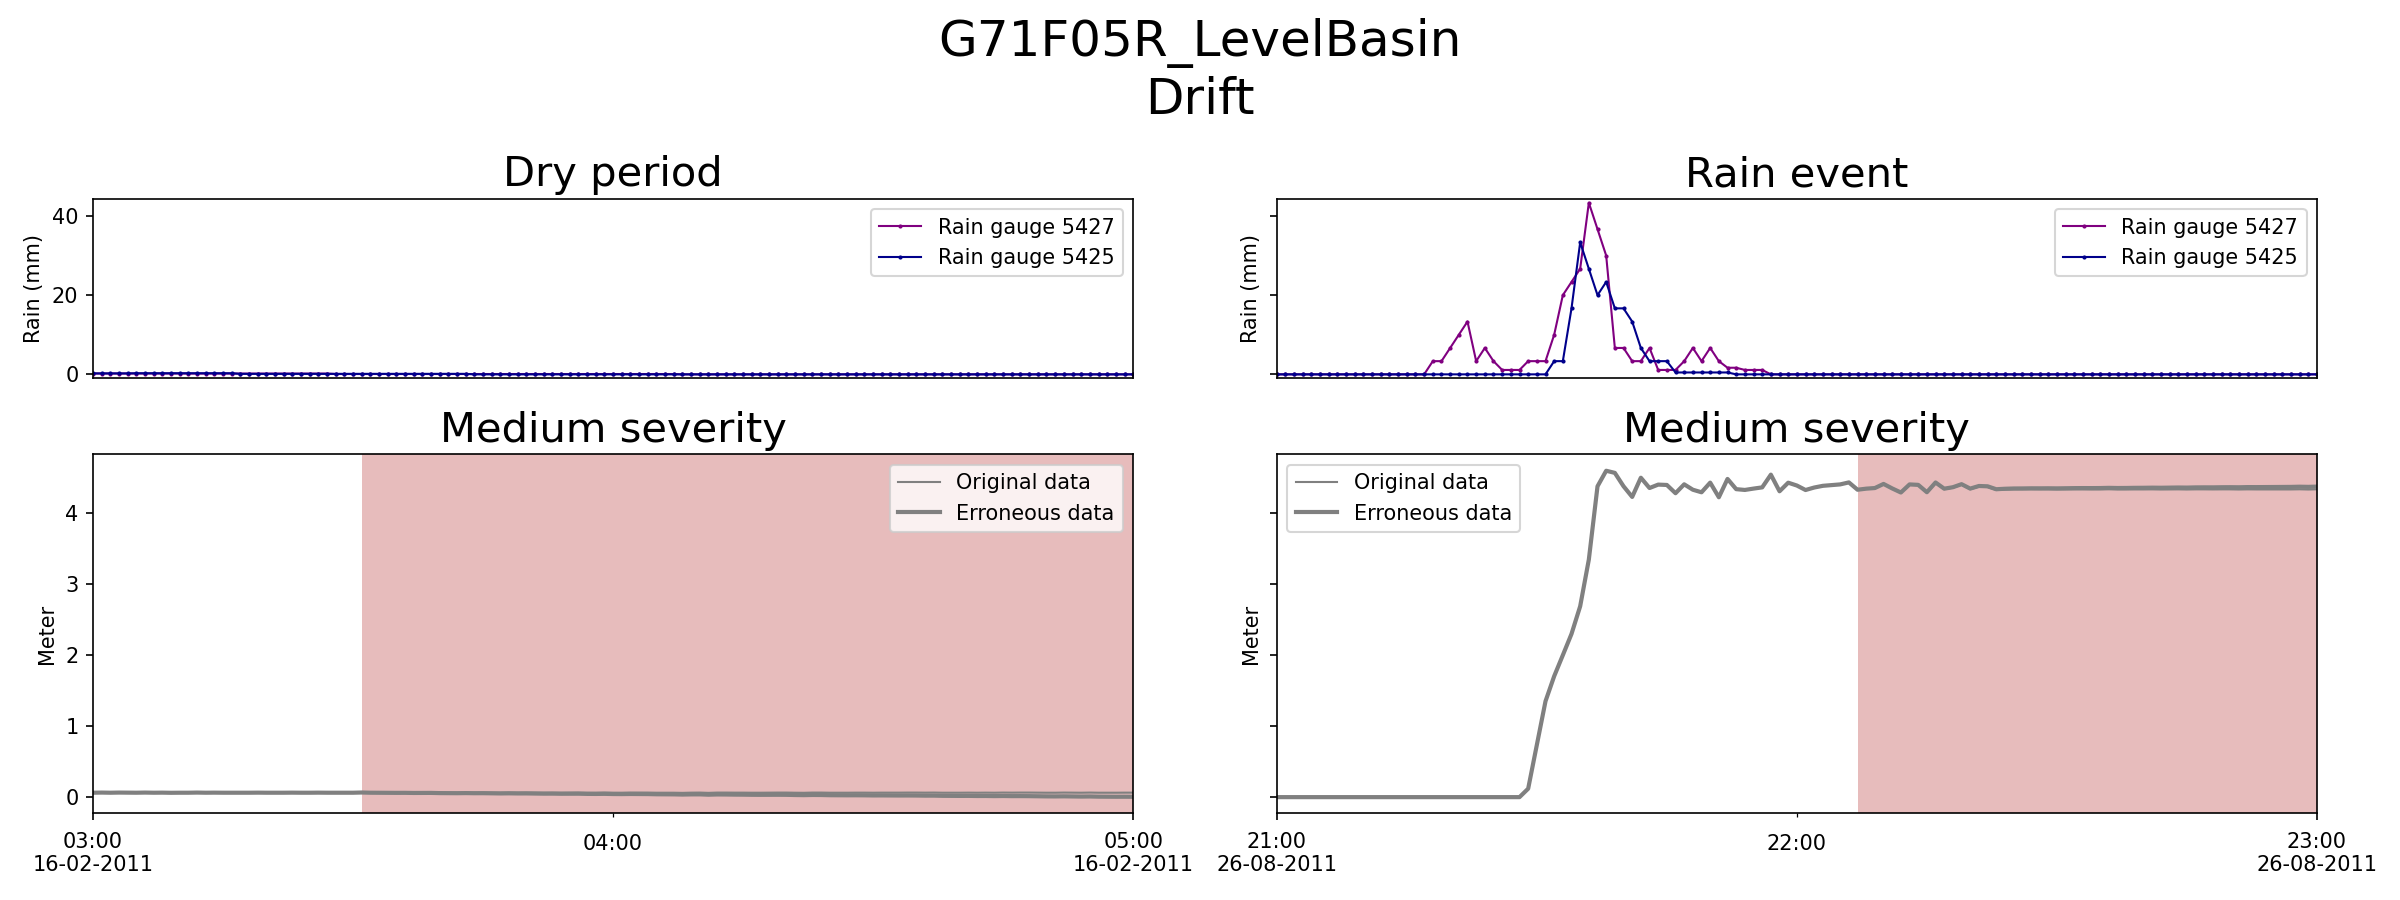 G71F05R_LevelBasin
Drift
Dry period
Rain (mm)
40
20
0
Rain gauge 5427
Rain gauge 5425
Rain event
Rain (mm)
Rain gauge 5427
Rain gauge 5425
Medium severity
Meter
4
3
2
1
0
Original data
Erroneous data
03:00
16-02-2011
04:00
05:00
16-02-2011
Medium severity
Meter
Original data
Erroneous data
21:00
26-08-2011
22:00
23:00
26-08-2011